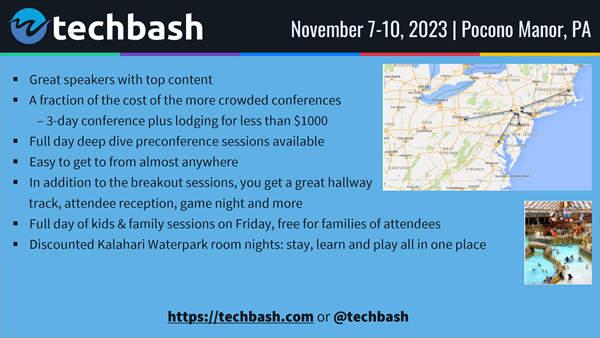 techbash
November 7-10, 2023 | Pocono Manor, PA
▪ Great speakers with top content
▪ A fraction of the cost of the more crowded conferences
– 3-day conference plus lodging for less than $1000
▪ Full day deep dive preconference sessions available
▪ Easy to get to from almost anywhere
▪ In addition to the breakout sessions, you get a great hallway
track, attendee reception, game night and more
▪ Full day of kids & family sessions on Friday, free for families of attendees
▪ Discounted Kalahari Waterpark room nights: stay, learn and play all in one place
https://techbash.com or @techbash